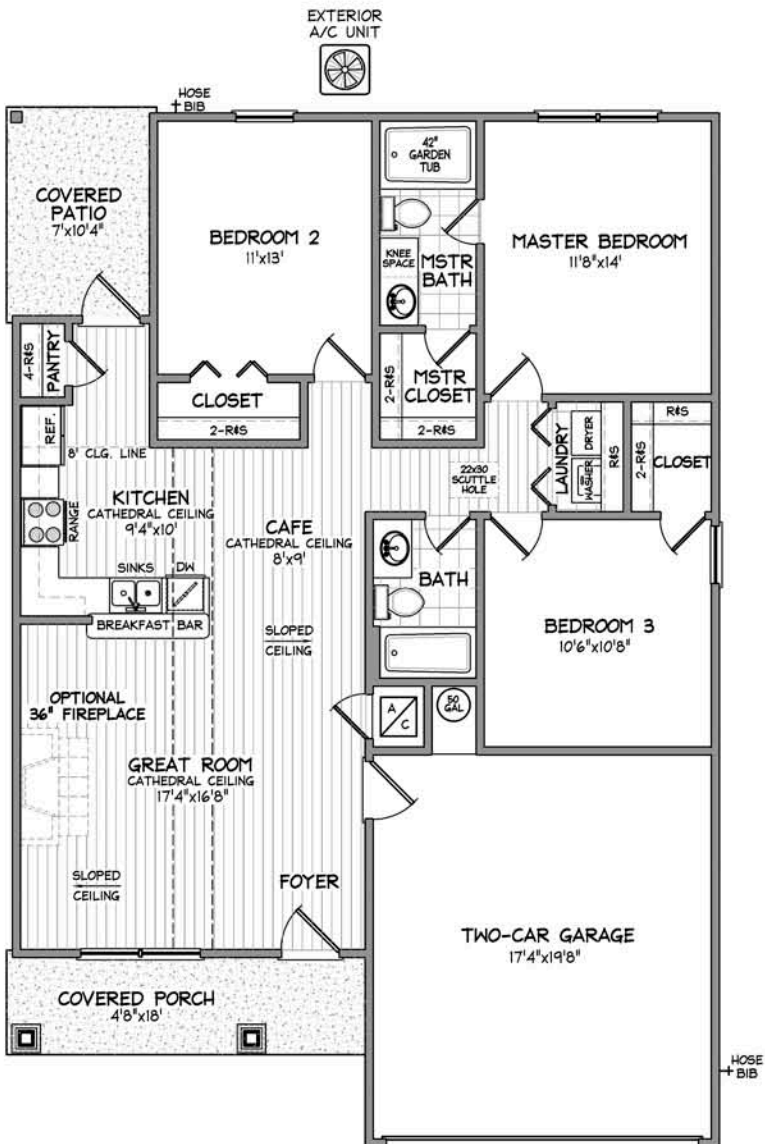 EXTERIOR
A/C UNIT
HOSE
BIB
COVERED
PATIO
7'x10'4"
BEDROOM 2
11'x13'
42"
GARDEN
TUB
KNEE
SPACE
MSTR
BATH
MASTER BEDROOM
11'8"x14'
4-R&S
PANTRY
CLOSET
2-R&S
2-R&S
MSTR
CLOSET
2-R&S
REF.
8' CLG. LINE
RANGE
KITCHEN
CATHEDRAL CEILING
9'4"x10'
CAFE
CATHEDRAL CEILING
8'x9'
22x30
SCUTTLE
HOLE
LAUNDRY
DRYER
WASHER
R&S
R&S
2-R&S
CLOSET
SINKS
DW
BREAKFAST BAR
SLOPED
CEILING
BATH
BEDROOM 3
10'6"x10'8"
OPTIONAL
36" FIREPLACE
A
C
50
GAL
GREAT ROOM
CATHEDRAL CEILING
17'4"x16'8"
SLOPED
CEILING
FOYER
TWO-CAR GARAGE
17'4"x19'8"
COVERED PORCH
4'8"x18'
HOSE
BIB